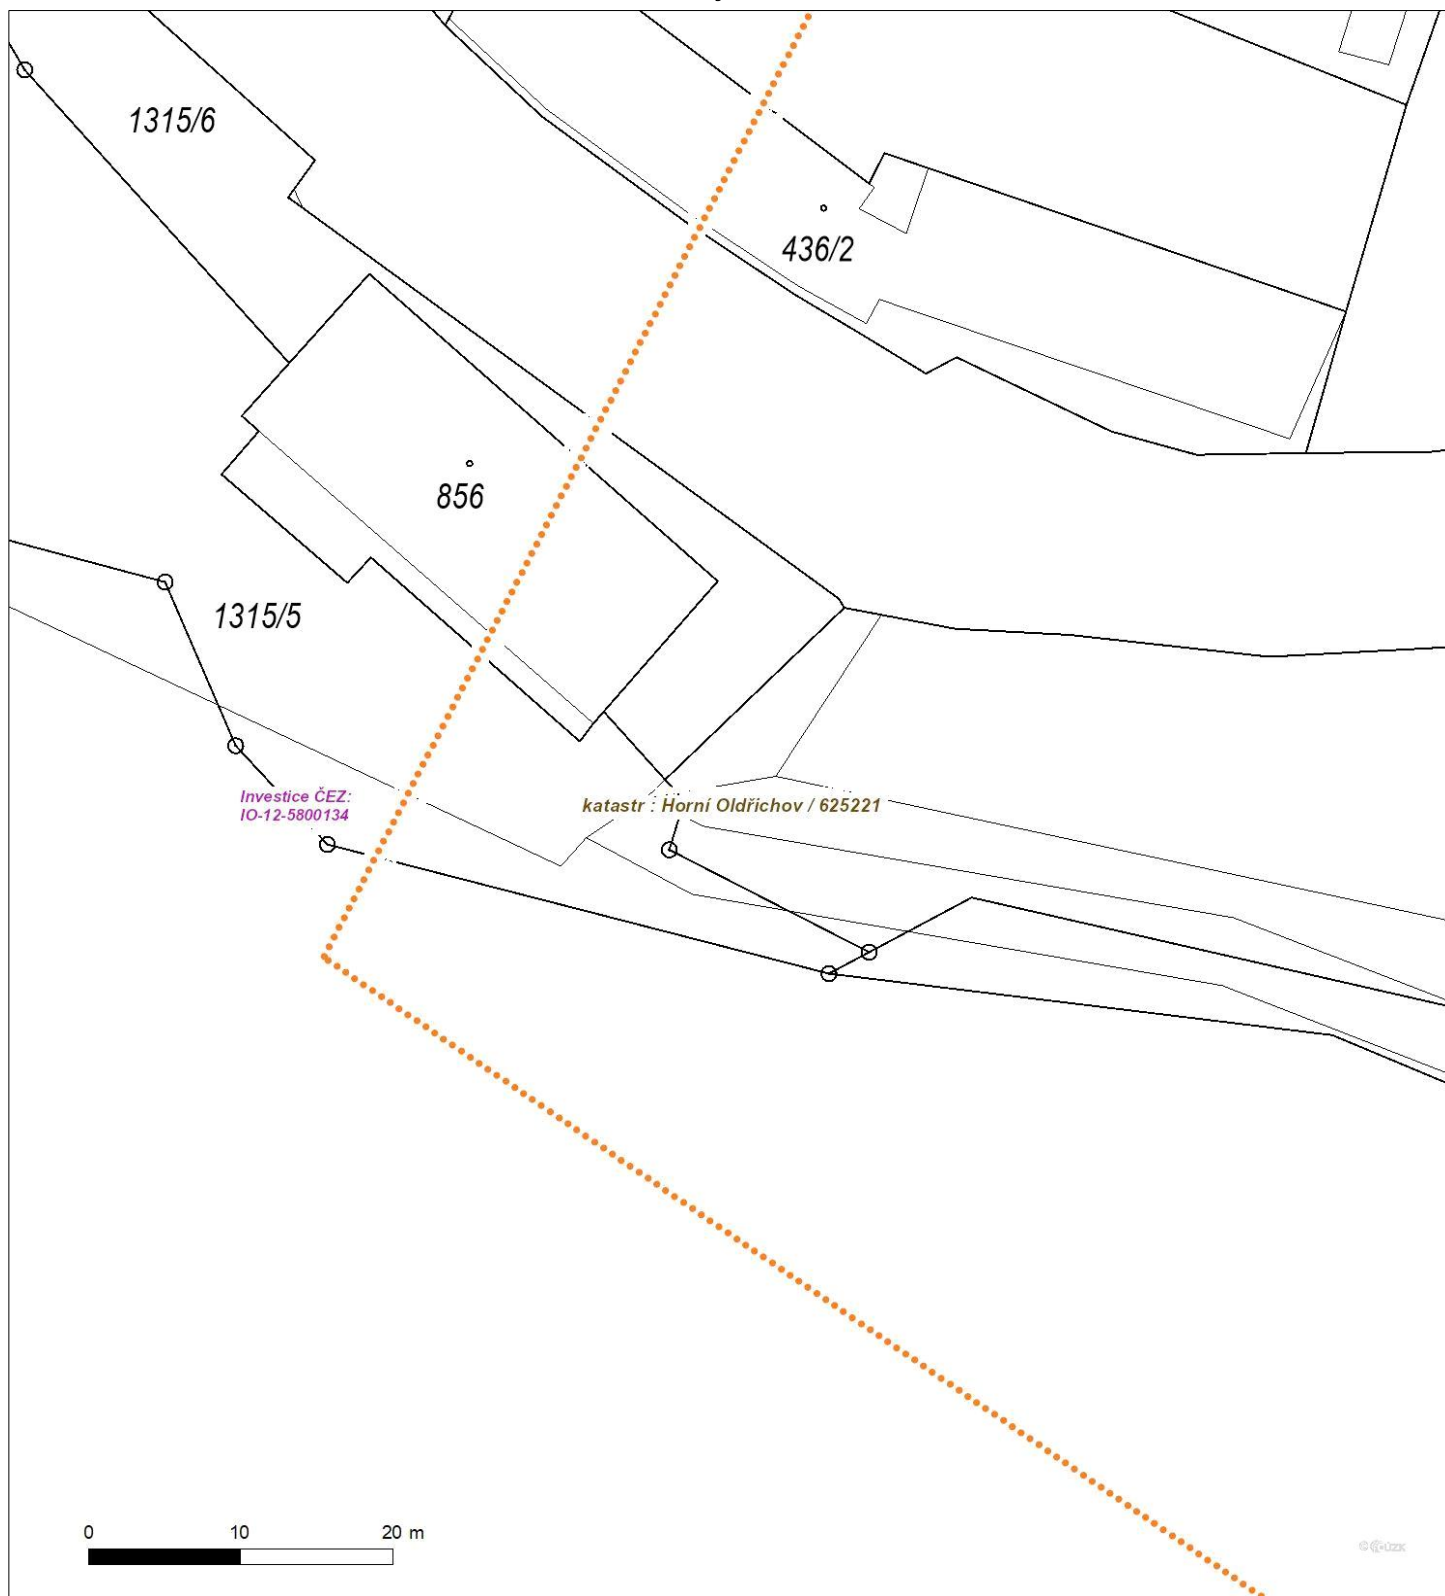 1315/6
436/2
856
1315/5
Investice ČEZ:
IO-12-5800134
katastr : Horní Oldřichov / 625221
0 10 20 m